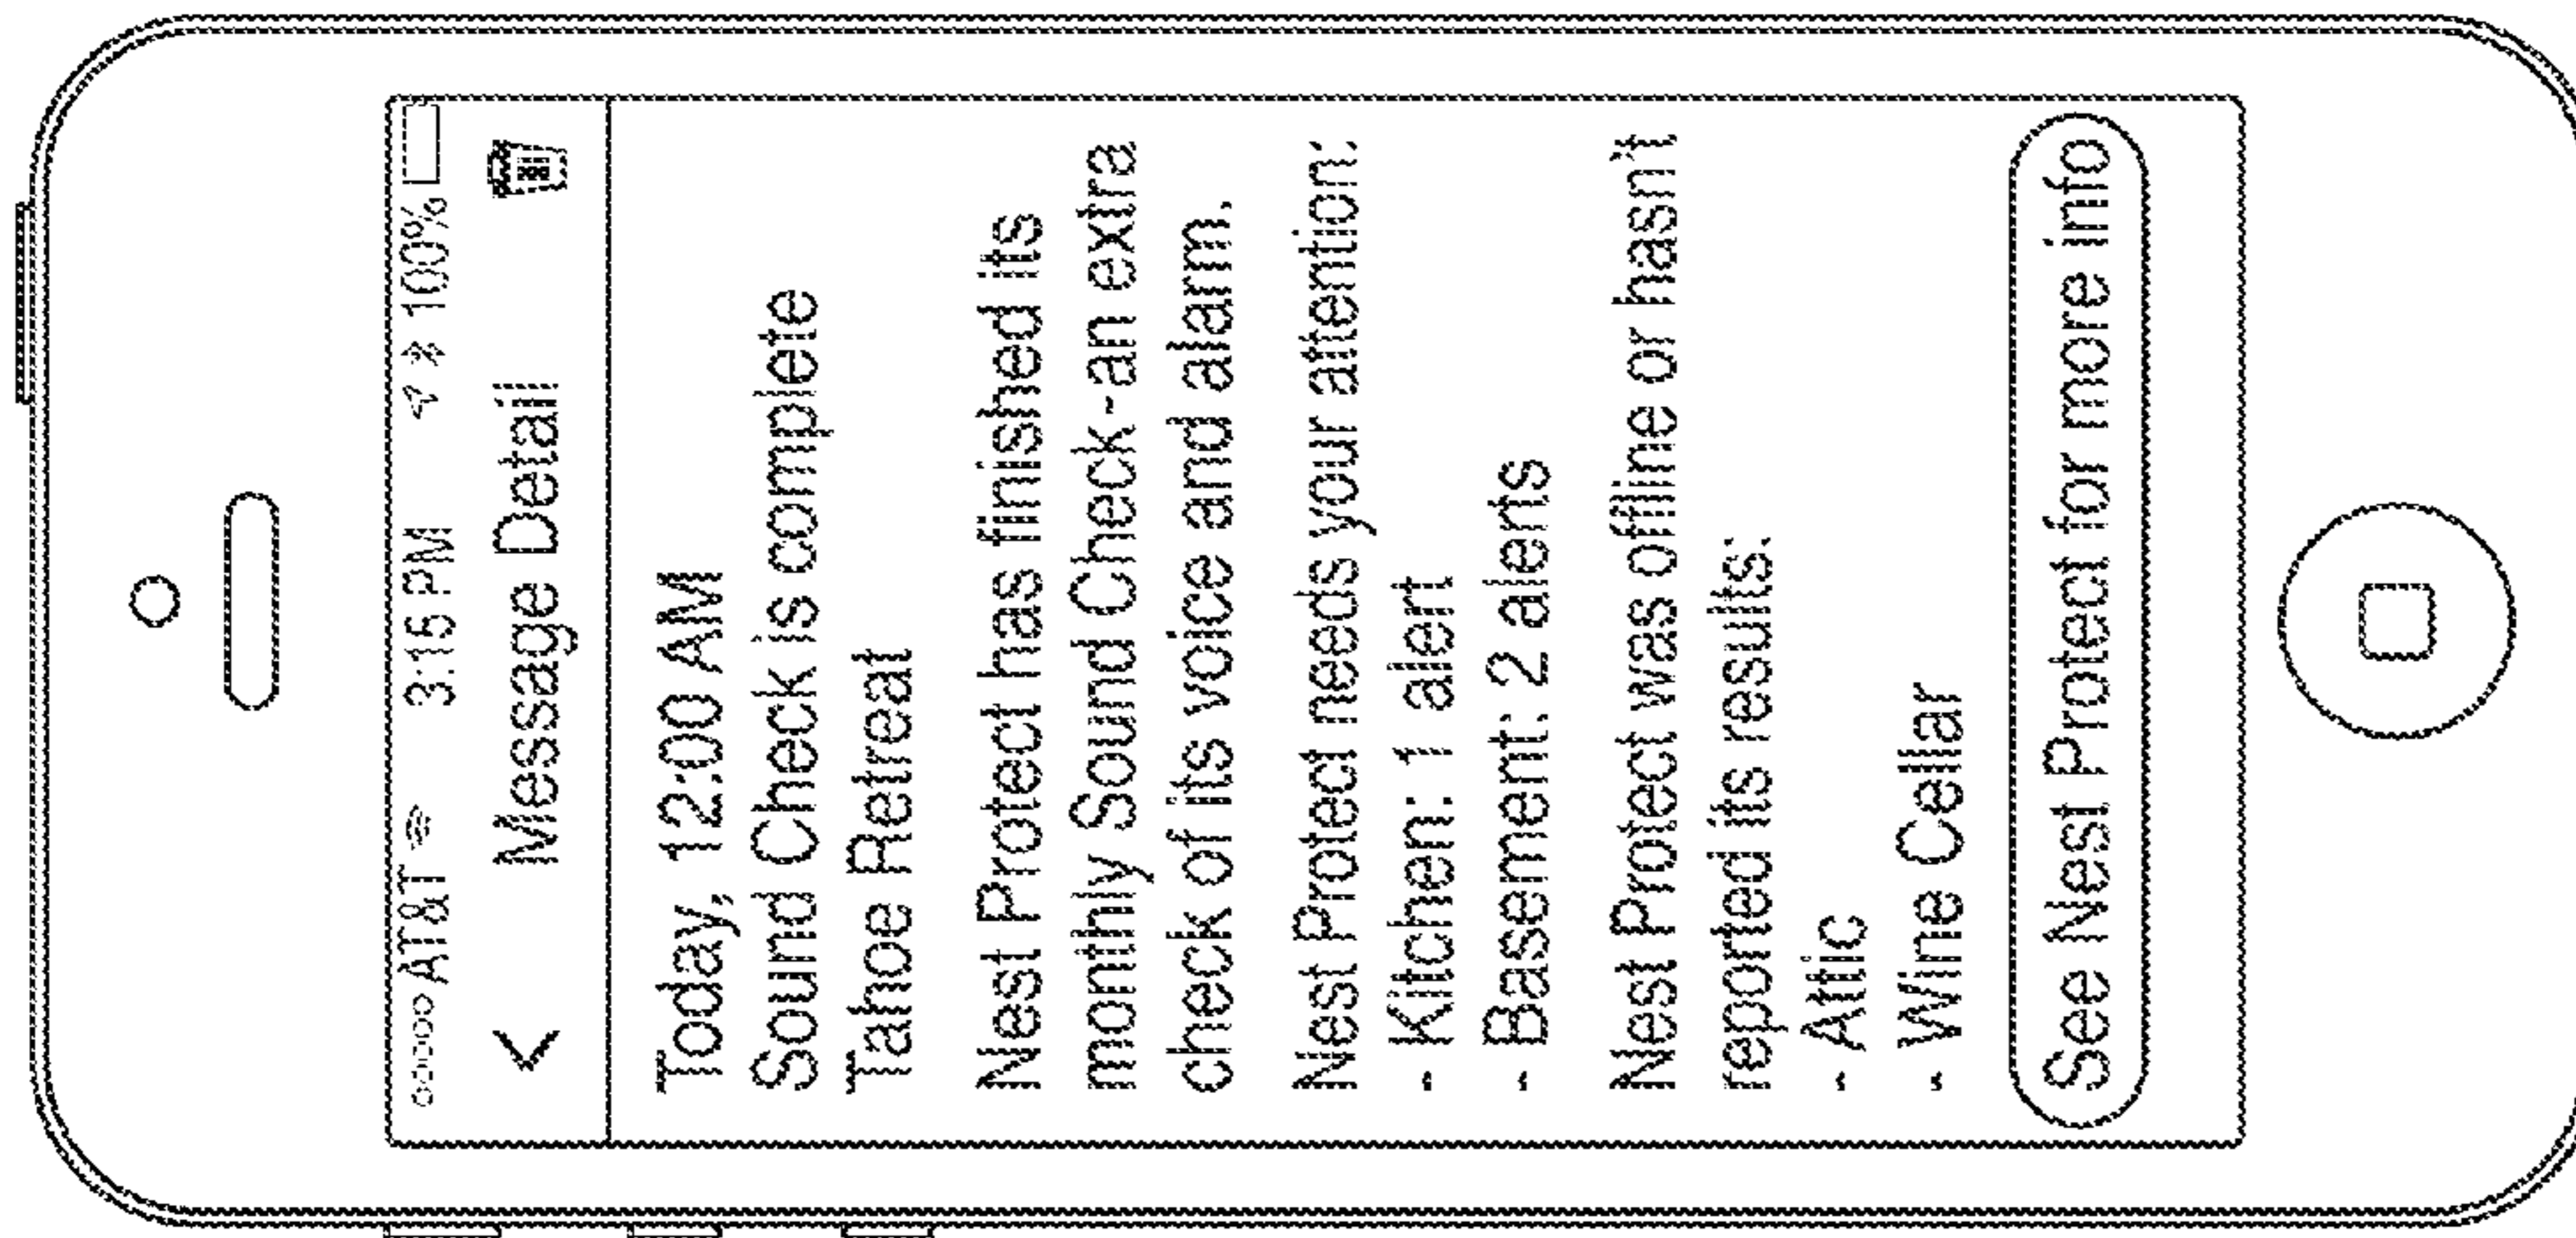 AT&T 3:15 PM 100%
< Message Detail
Today, 12:00 AM
Sound Check is complete
Tahoe Retreat
Nest Protect has finished its
monthly Sound Check-an extra
check of its voice and alarm.
Nest Protect needs your attention:
- Kitchen: 1 alert
- Basement: 2 alerts
Nest Protect was offline or hasn't
reported its results:
- Attic
- Wine Cellar
See Nest Protect for more info